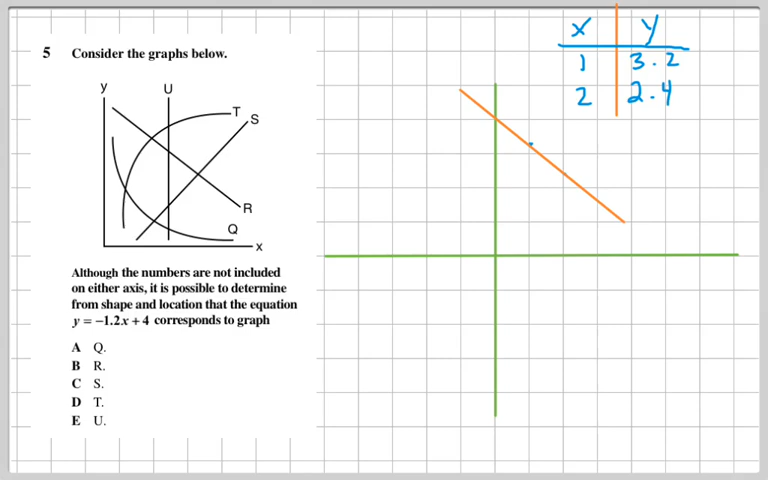 5 Consider the graphs below.
y U
T
S
R
Q
x
Although the numbers are not included
on either axis, it is possible to determine
from shape and location that the equation
y = −1.2x + 4 corresponds to graph
A Q.
B R.
C S.
D T.
E U.
x y
1 3.2
2 2.4